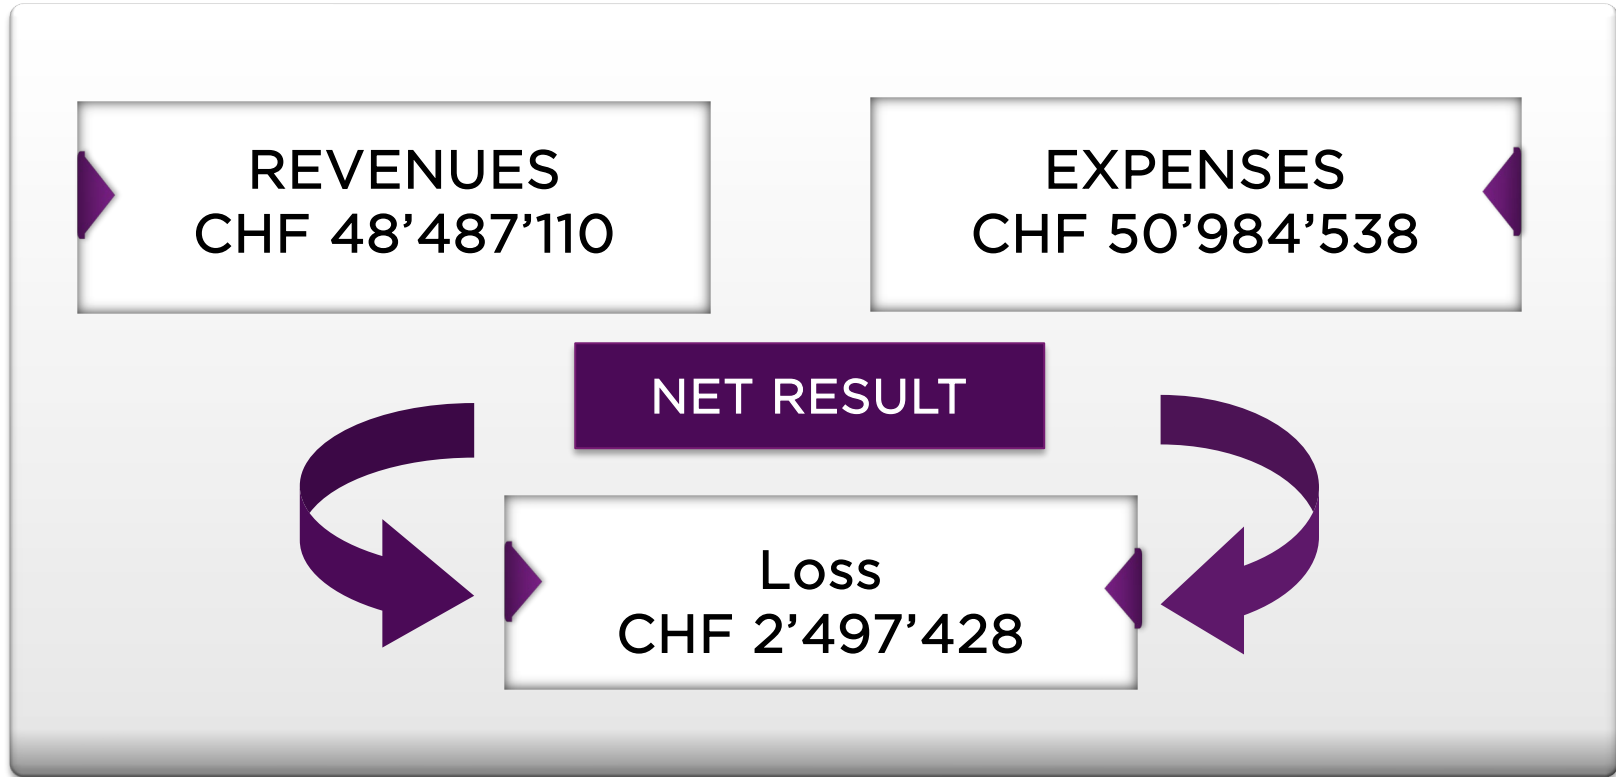 REVENUES
CHF 48’487’110
EXPENSES
CHF 50’984’538
NET RESULT
Loss
CHF 2’497’428